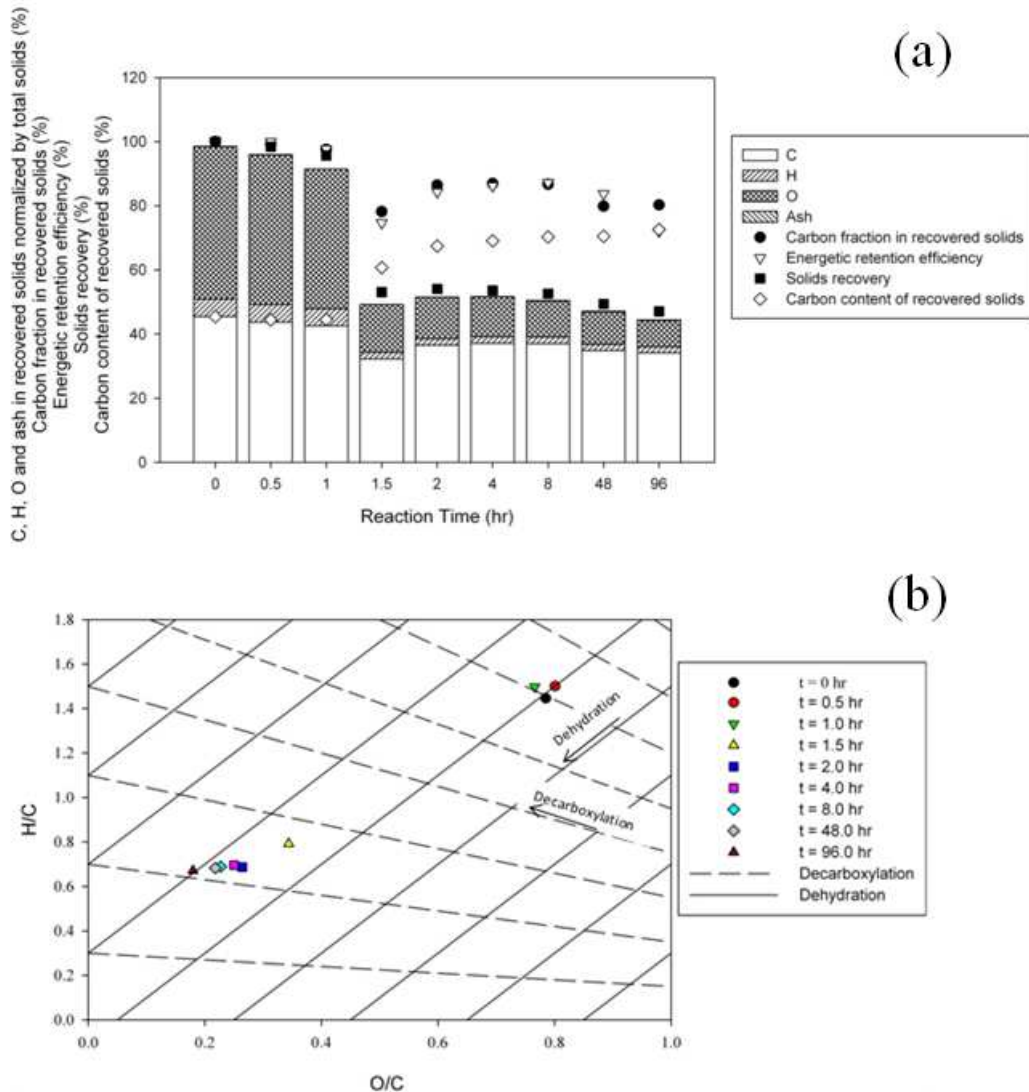 (a)
C, H, O and ash in recovered solids normalized by total solids (%)
Carbon fraction in recovered solids (%)
Energetic retention efficiency (%)
Solids recovery (%)
Carbon content of recovered solids (%)
120
100
80
60
40
20
0
0 0.5 1 1.5 2 4 8 48 96
Reaction Time (hr)
C
H
O
Ash
Carbon fraction in recovered solids
Energetic retention efficiency
Solids recovery
Carbon content of recovered solids
(b)
H/C
1.8
1.6
1.4
1.2
1.0
0.8
0.6
0.4
0.2
0.0
0.0 0.2 0.4 0.6 0.8 1.0
O/C
Dehydration
Decarboxylation
t = 0 hr
t = 0.5 hr
t = 1.0 hr
t = 1.5 hr
t = 2.0 hr
t = 4.0 hr
t = 8.0 hr
t = 48.0 hr
t = 96.0 hr
Decarboxylation
Dehydration